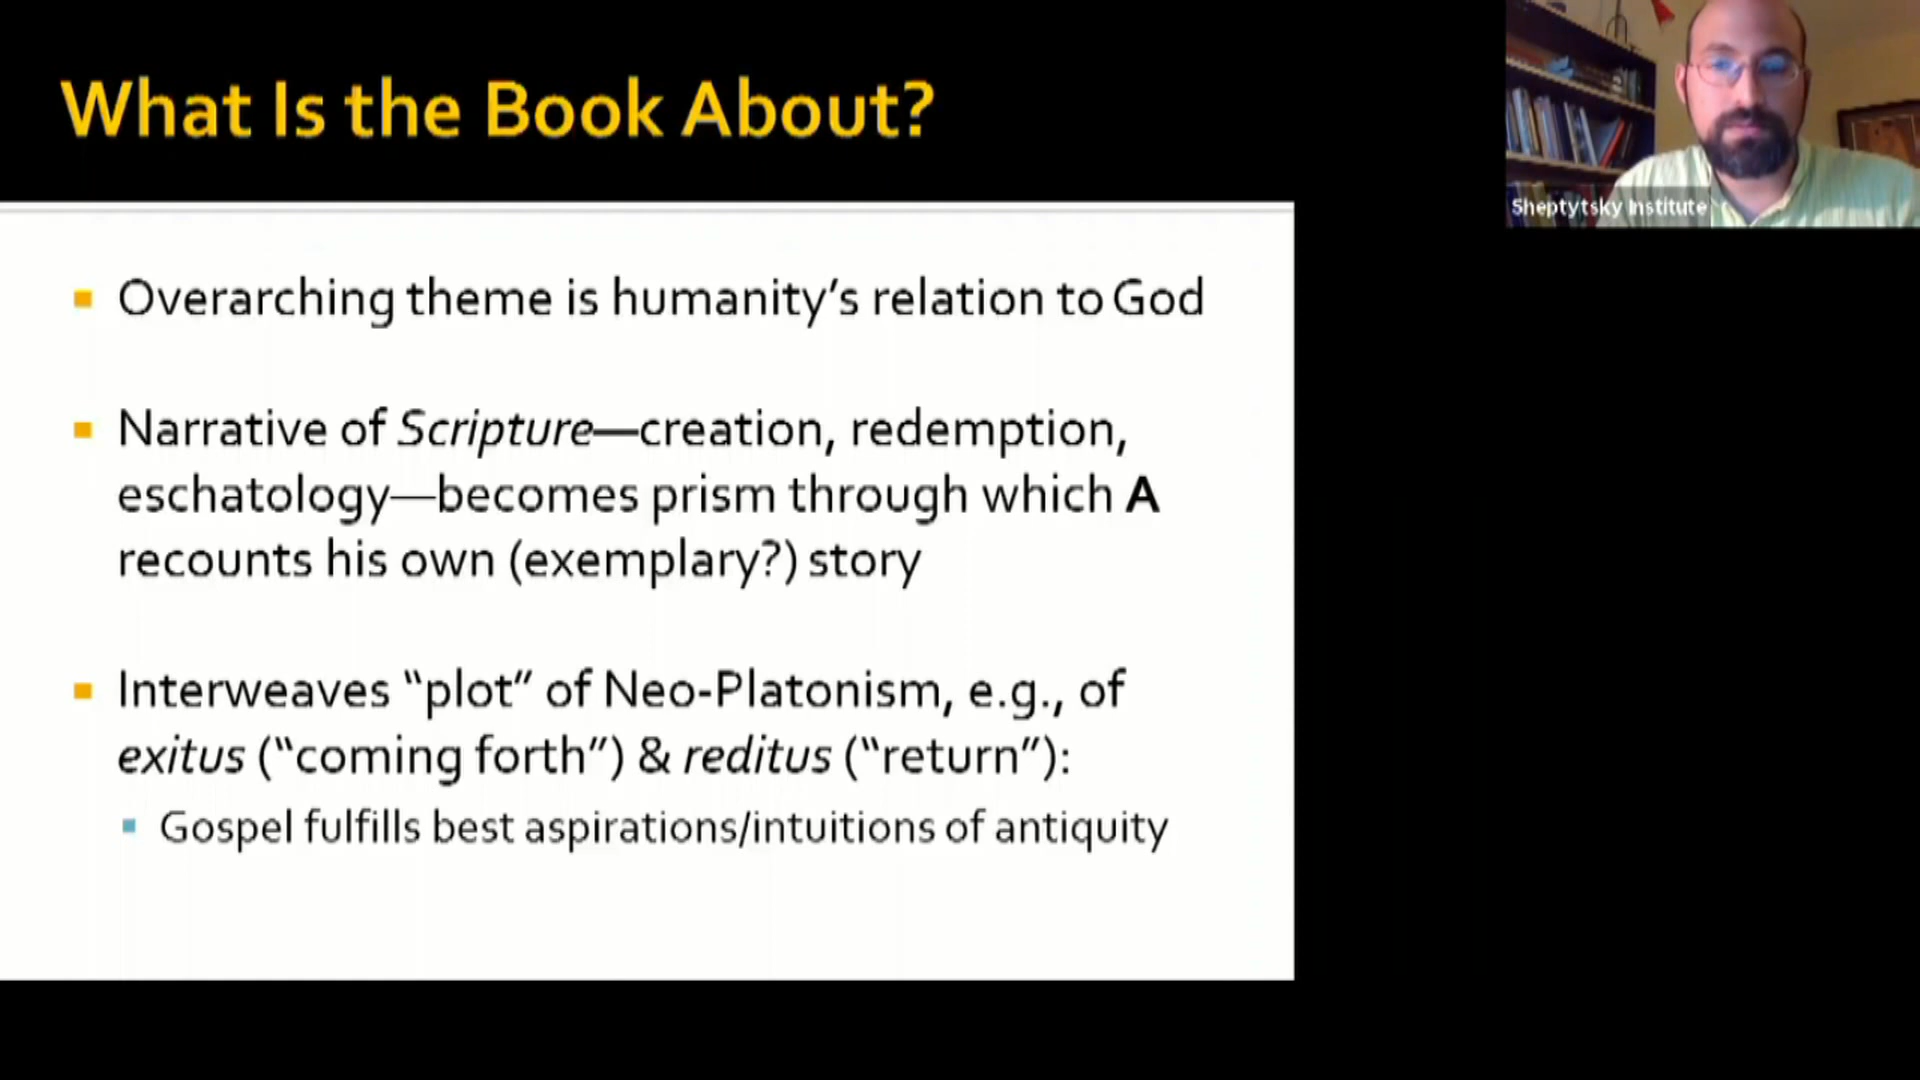 What Is the Book About?
Sheptytsky Institute
Overarching theme is humanity’s relation to God
Narrative of Scripture—creation, redemption,
eschatology—becomes prism through which A
recounts his own (exemplary?) story
Interweaves “plot” of Neo-Platonism, e.g., of
exitus (“coming forth”) & reditus (“return”):
Gospel fulfills best aspirations/intuitions of antiquity